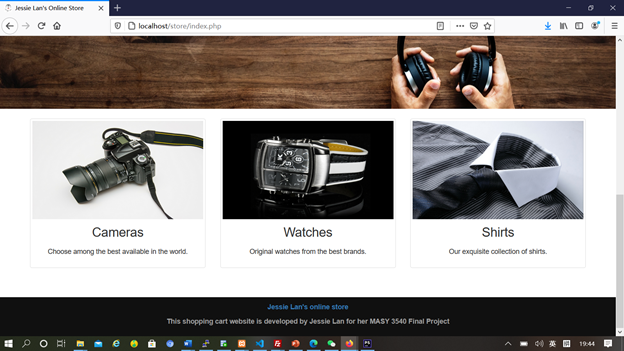 Jessie Lan's Online Store
localhost/store/index.php
Cameras
Watches
Shirts
Choose among the best available in the world.
Original watches from the best brands.
Our exquisite collection of shirts.
Jessie Lan's online store
This shopping cart website is developed by Jessie Lan for her MASY 3540 Final Project
英
19:44